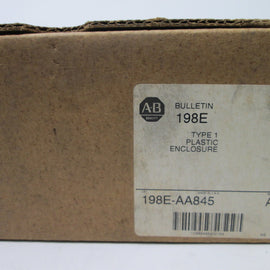 AB
BULLETIN
198E
TYPE 1
PLASTIC
ENCLOSURE
198E-AA845
A